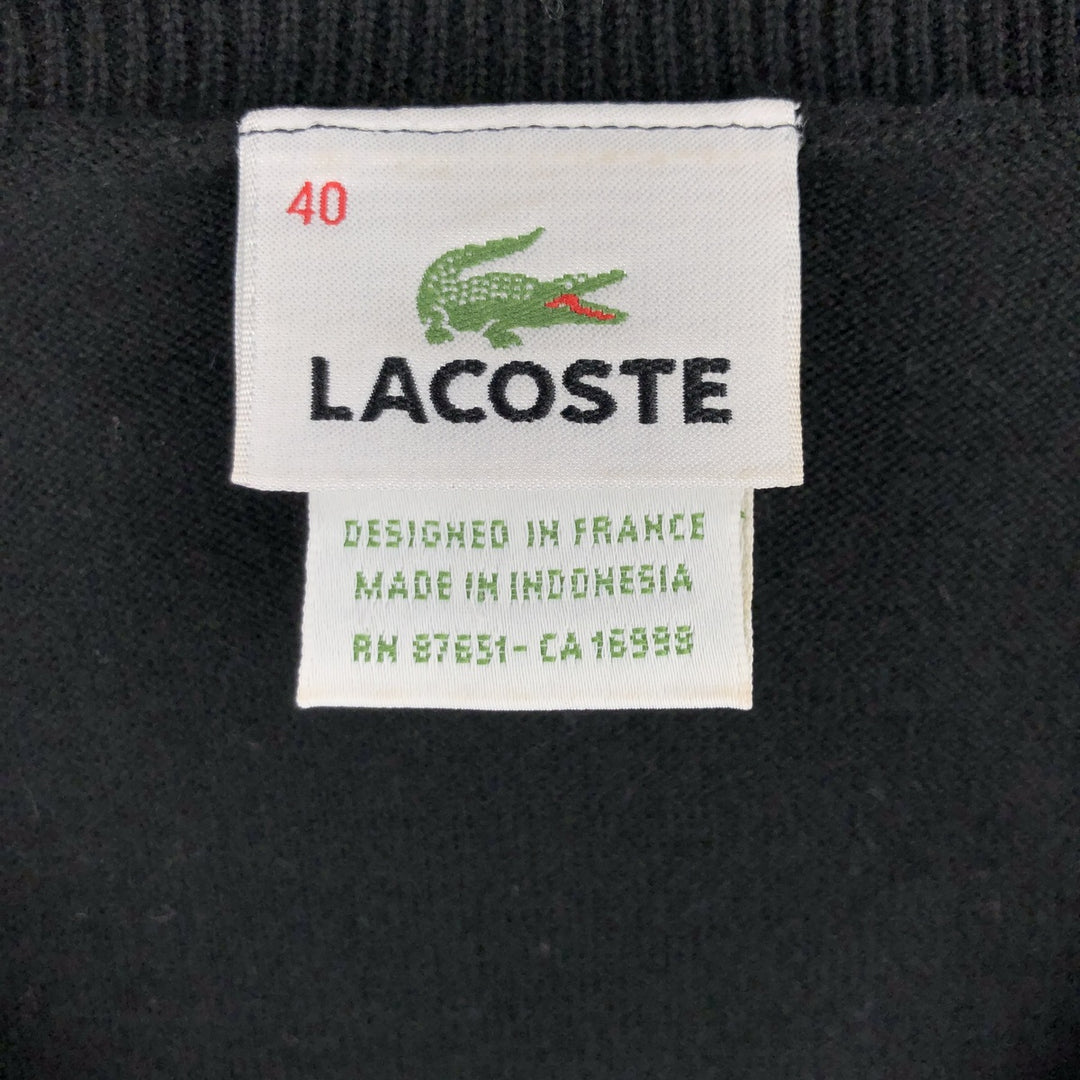 40
LACOSTE
DESIGNED IN FRANCE
MADE IN INDONESIA
RN 87651 - CA 16999